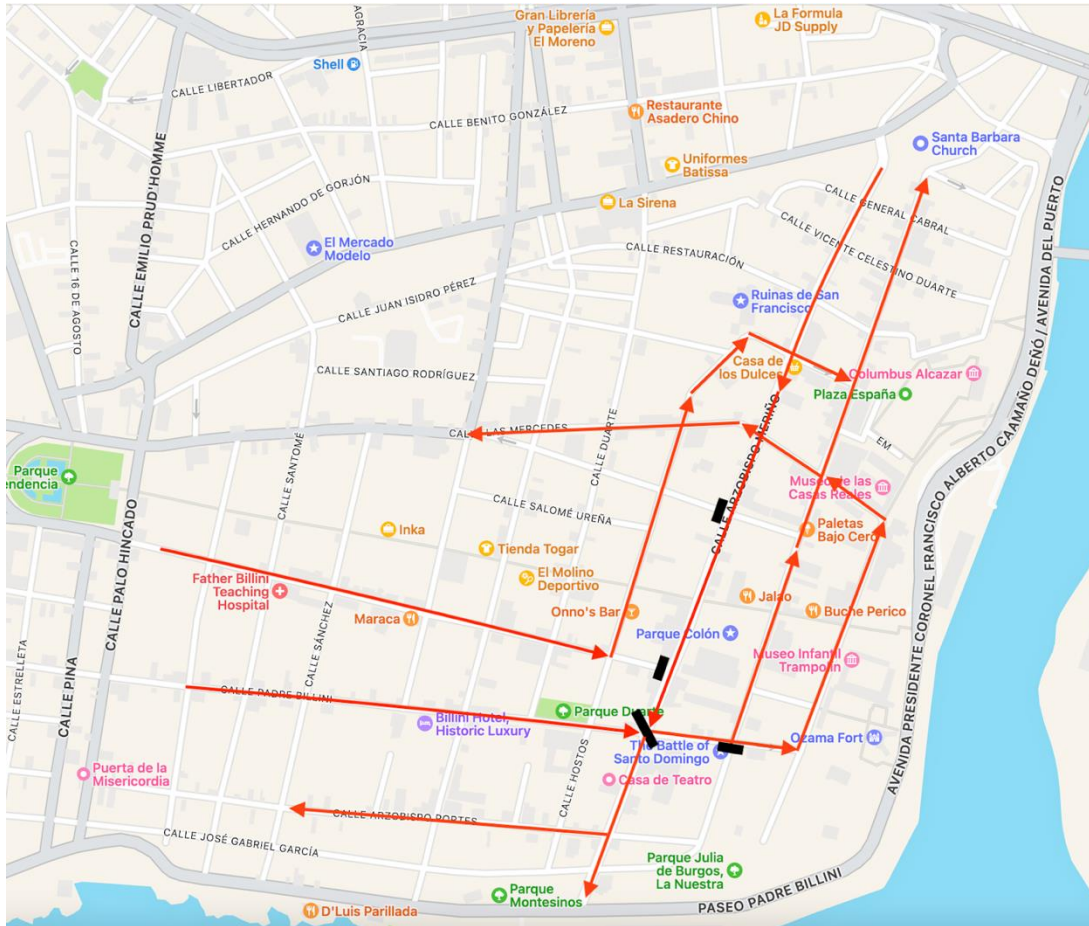 Gran Librería
y Papelería
El Moreno
La Formula
JD Supply
AGRACIA
Shell
CALLE LIBERTADOR
CALLE BENITO GONZÁLEZ
Restaurante
Asadero Chino
Santa Barbara
Church
Uniformes
Batissa
CALLE EMILIO PRUD'HOMME
CALLE HERNANDO DE GORJÓN
La Sirena
CALLE GENERAL CABRAL
CALLE VICENTE CELESTINO DUARTE
El Mercado
Modelo
CALLE 16 DE AGOSTO
CALLE RESTAURACIÓN
CALLE JUAN ISIDRO PÉREZ
Ruinas de San
Francisco
Casa de
los Dulces
CALLE SANTIAGO RODRÍGUEZ
Columbus Alcazar
Plaza España
CALLE LAS MERCEDES
CALLE DUARTE
CALLE SANTOMÉ
CALLE ARZOBISPO MERIÑO
EM
Parque
endencia
Museo de las
Casas Reales
CALLE SALOMÉ UREÑA
Inka
Paletas
Bajo Cero
CALLE PALO HINCADO
Tienda Togar
El Molino
Deportivo
Father Billini
Teaching
Hospital
Jalao
Buche Perico
Onno's Bar
Maraca
CALLE SÁNCHEZ
Parque Colón
Museo Infantil
Trampolín
CALLE ESTRELLETA
CALLE PINA
CALLE PADRE BILLINI
Parque Duarte
Billini Hotel,
Historic Luxury
The Battle of
Santo Domingo
Ozama Fort
CALLE HOSTOS
Casa de Teatro
Puerta de la
Misericordia
CALLE ARZOBISPO PORTES
CALLE JOSÉ GABRIEL GARCÍA
Parque Julia
de Burgos,
La Nuestra
Parque
Montesinos
D'Luis Parillada
PASEO PADRE BILLINI
AVENIDA PRESIDENTE CORONEL FRANCISCO ALBERTO CAAMAÑO DEÑÓ / AVENIDA DEL PUERTO